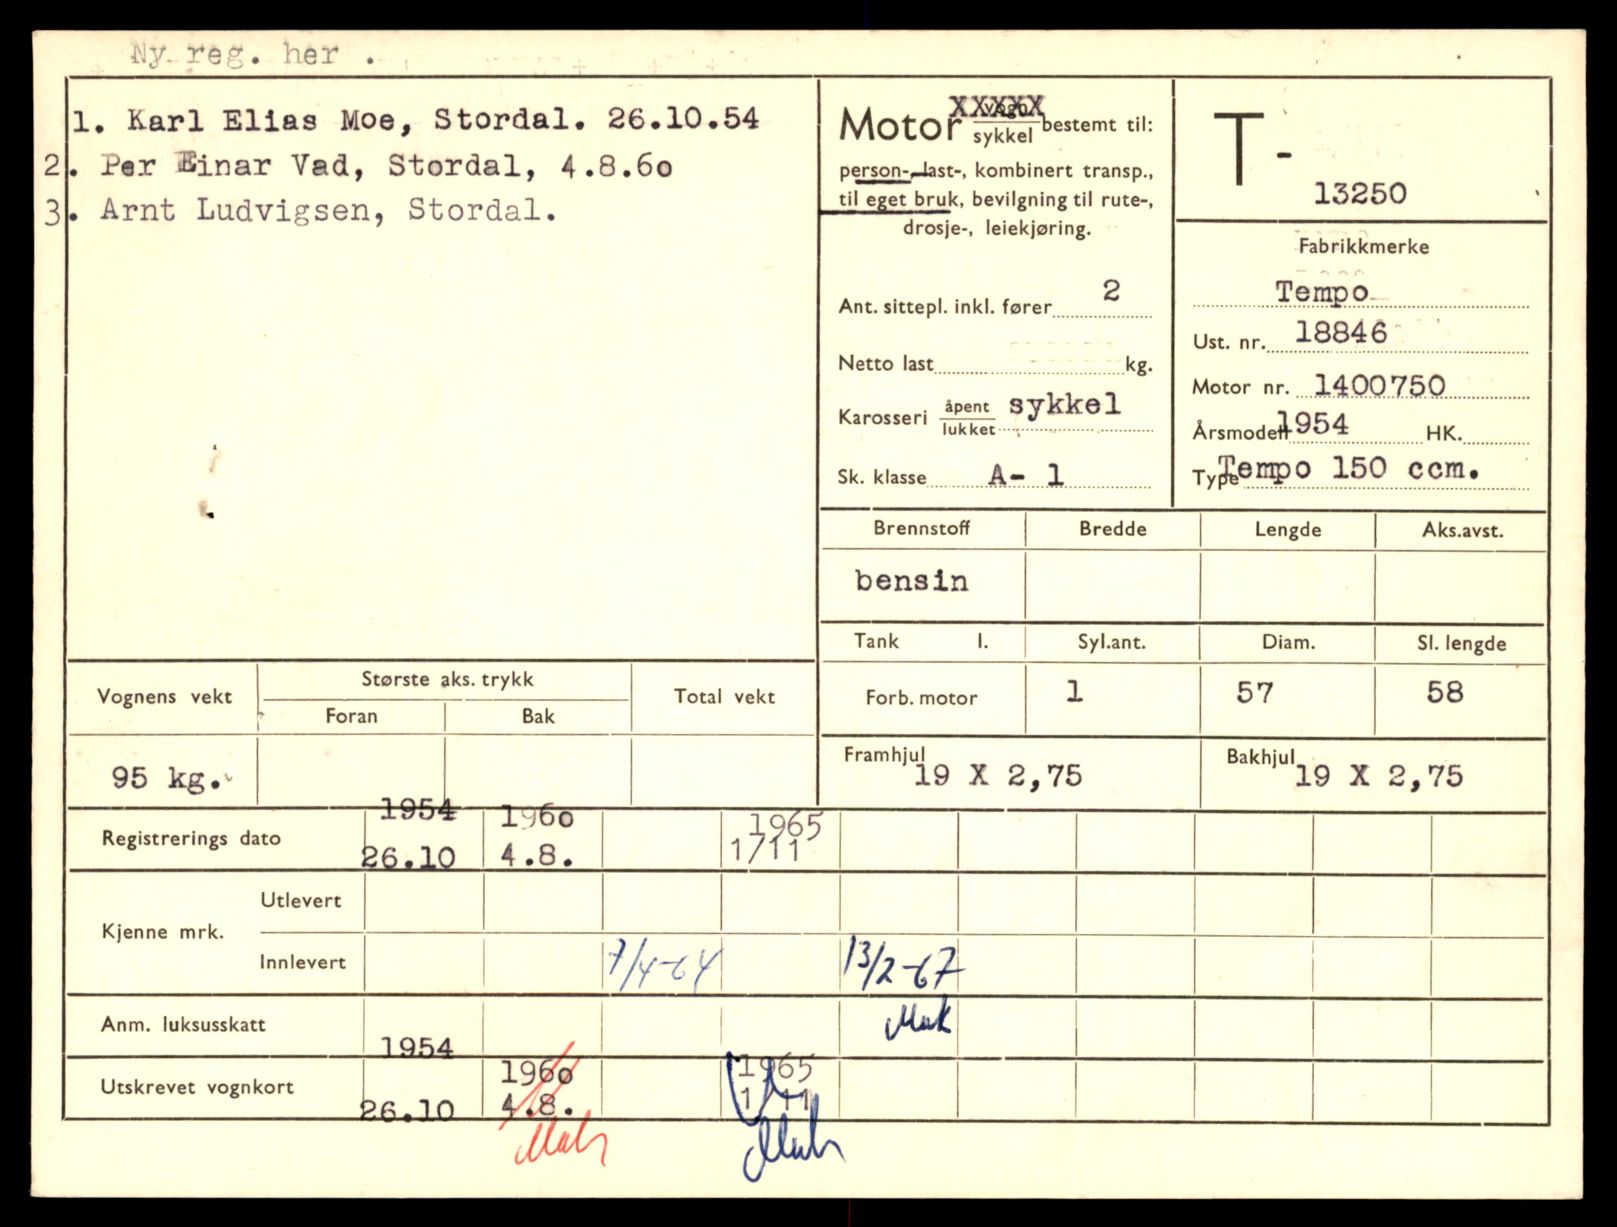 Ny reg. her .
1. Karl Elias Moe, Stordal. 26.10.54
2. Per Einar Vad, Stordal, 4.8.60
3. Arnt Ludvigsen, Stordal.
Motor vogn/sykkel bestemt til:
XXXXX
person-, last-, kombinert transp.,
til eget bruk, bevilgning til rute-,
drosje-, leiekjøring.
Ant. sittepl. inkl. fører 2
Netto last kg.
Karosseri åpent/lukket sykkel
Sk. klasse A- 1
T-
13250
Fabrikkmerke
Tempo
Ust. nr. 18846
Motor nr. 1400750
Årsmodell 1954 HK.
Type Tempo 150 ccm.
Brennstoff Bredde Lengde Aks.avst.
bensin
Tank l. Syl.ant. Diam. Sl. lengde
Forb. motor 1 57 58
Framhjul 19 X 2,75 Bakhjul 19 X 2,75
Vognens vekt Største aks. trykk Total vekt
Foran Bak
95 kg.
1954 1960 1965
Registrerings dato
26.10 4.8. 1/11
Kjenne mrk. Utlevert
Innlevert 7/4-64 13/2-67
Anm. luksusskatt
1954 1960 1965
Utskrevet vognkort
26.10 4.8. 1/11